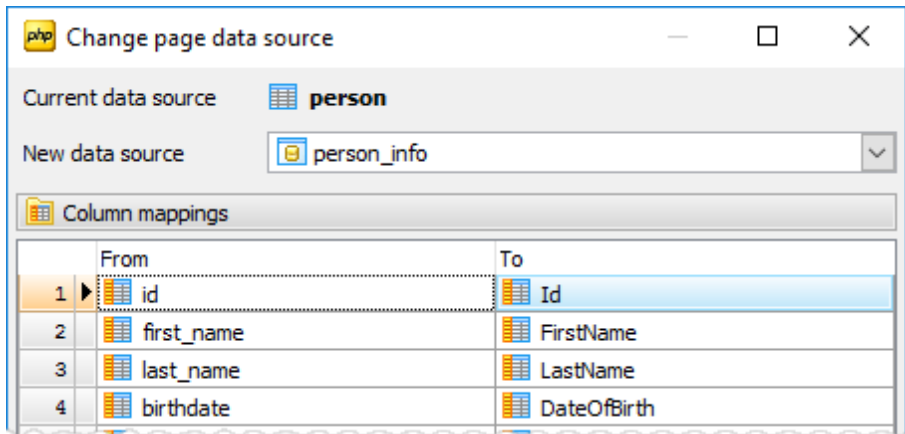 php Change page data source
Current data source person
New data source person_info
Column mappings
From To
1 id Id
2 first_name FirstName
3 last_name LastName
4 birthdate DateOfBirth